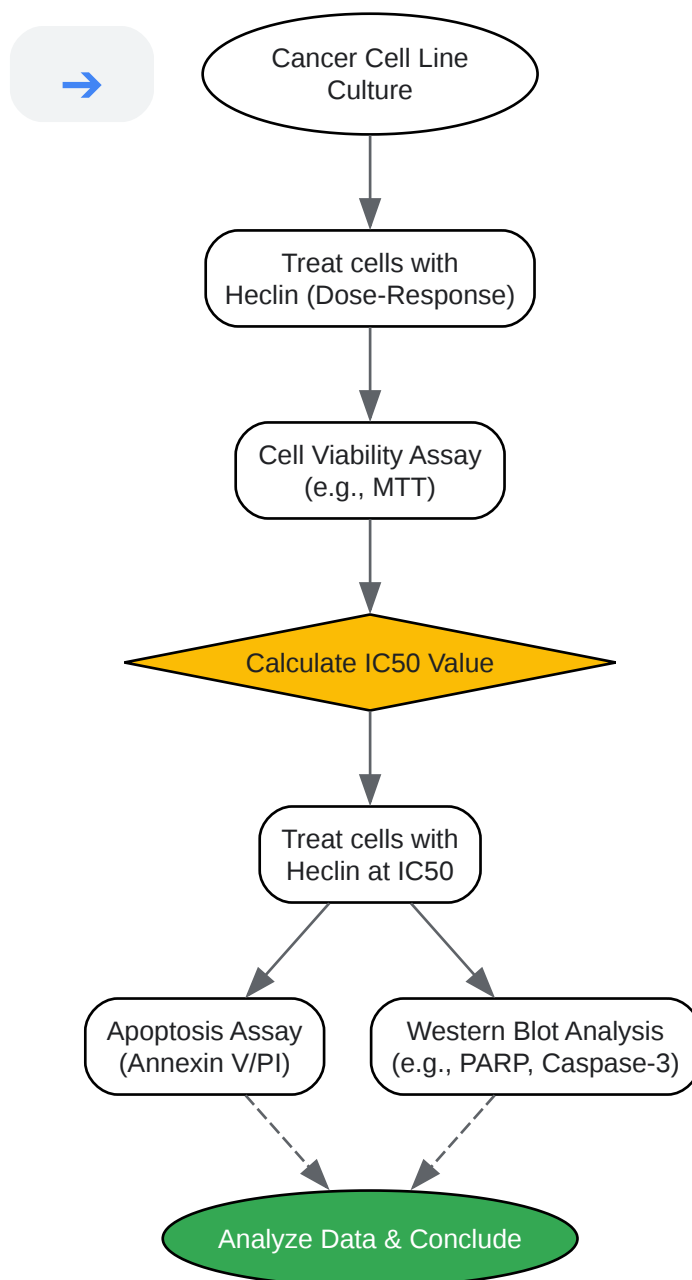 Cancer Cell Line
Culture
Treat cells with
Heclin (Dose-Response)
Cell Viability Assay
(e.g., MTT)
Calculate IC50 Value
Treat cells with
Heclin at IC50
Apoptosis Assay
(Annexin V/PI)
Western Blot Analysis
(e.g., PARP, Caspase-3)
Analyze Data & Conclude